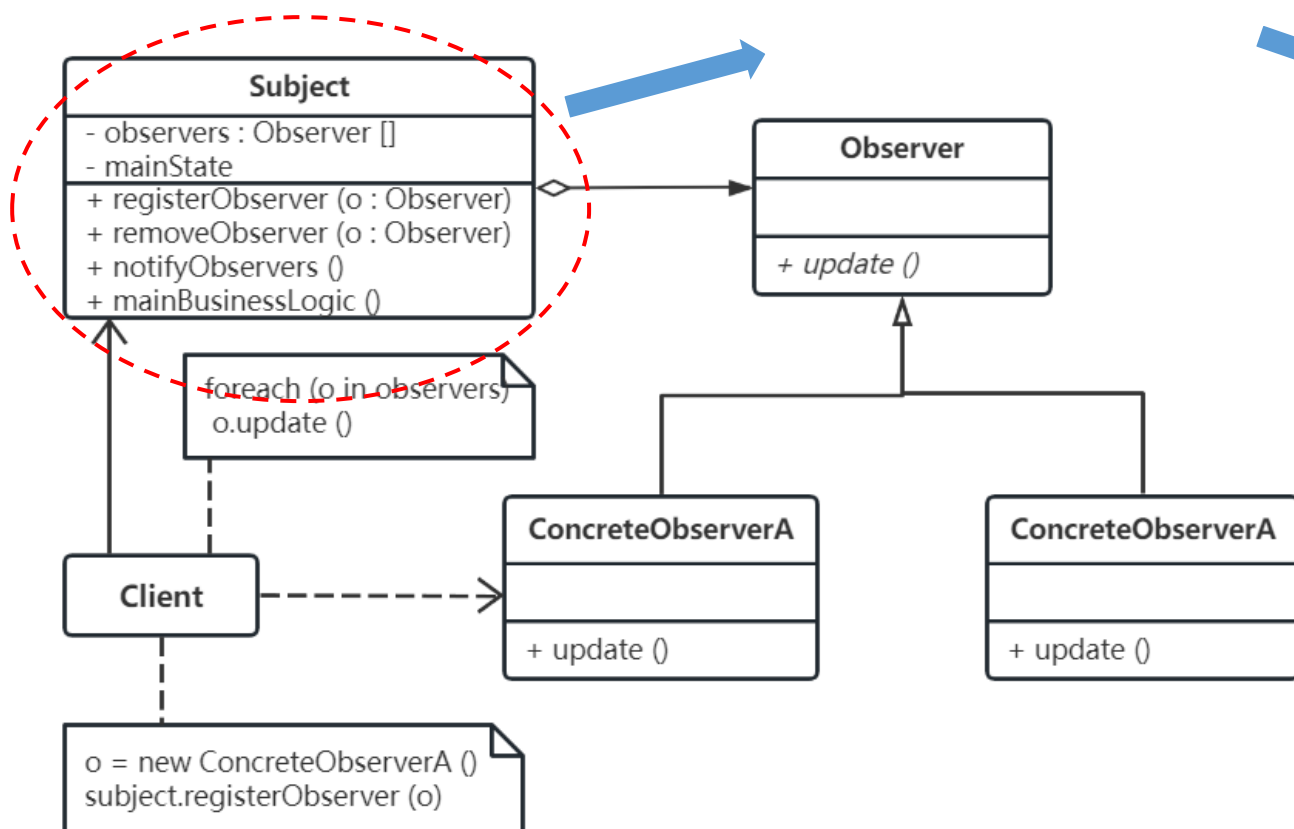 Subject
- observers : Observer []
- mainState
+ registerObserver (o : Observer)
+ removeObserver (o : Observer)
+ notifyObservers ()
+ mainBusinessLogic ()
Observer
+ update ()
foreach (o in observers)
o.update ()
Client
ConcreteObserverA
+ update ()
ConcreteObserverA
+ update ()
o = new ConcreteObserverA ()
subject.registerObserver (o)